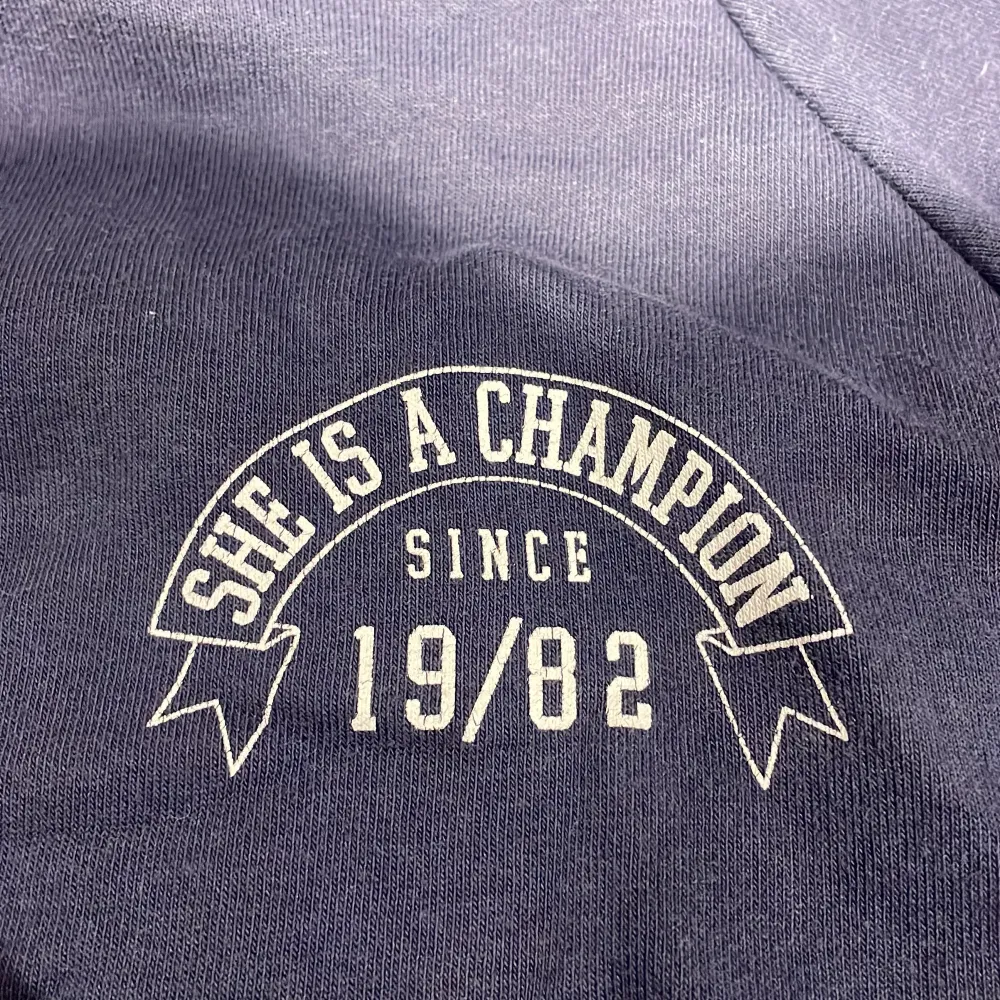 SHE IS A CHAMPION
SINCE
19/82